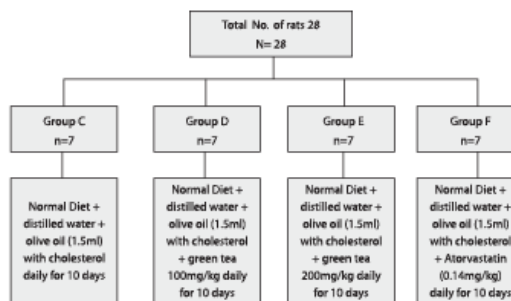 Total No. of rats 28
N= 28
Group C
n=7
Group D
n=7
Group E
n=7
Group F
n=7
Normal Diet +
distilled water +
olive oil (1.5ml)
with cholesterol
daily for 10 days
Normal Diet +
distilled water +
olive oil (1.5ml)
with cholesterol
+ green tea
100mg/kg daily
for 10 days
Normal Diet +
distilled water +
olive oil (1.5ml)
with cholesterol
+ green tea
200mg/kg daily
for 10 days
Normal Diet +
distilled water +
olive oil (1.5ml)
with cholesterol
+ Atorvastatin
(0.14mg/kg)
daily for 10 days